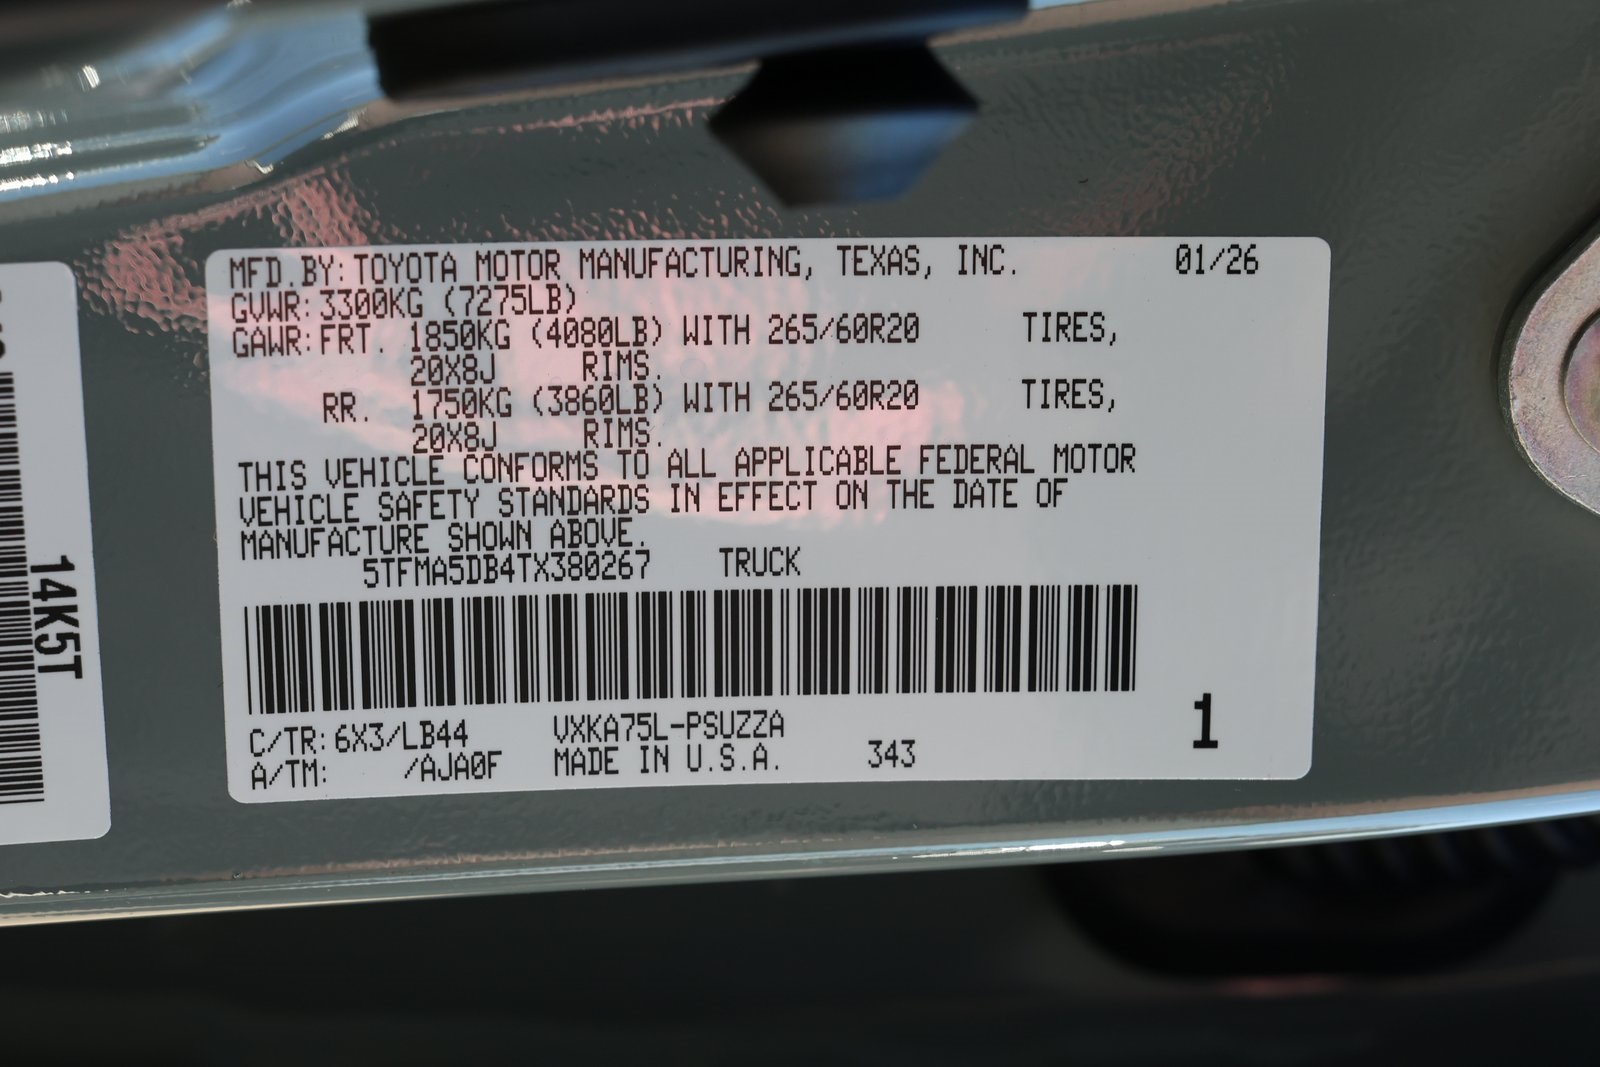 MFD.BY:TOYOTA MOTOR MANUFACTURING, TEXAS, INC. 01/26
GVWR:3300KG (7275LB)
GAWR:FRT. 1850KG (4080LB) WITH 265/60R20 TIRES,
20X8J RIMS.
RR. 1750KG (3860LB) WITH 265/60R20 TIRES,
20X8J RIMS.
THIS VEHICLE CONFORMS TO ALL APPLICABLE FEDERAL MOTOR
VEHICLE SAFETY STANDARDS IN EFFECT ON THE DATE OF
MANUFACTURE SHOWN ABOVE.
5TFMA5DB4TX380267 TRUCK
C/TR:6X3/LB44 VXKA75L-PSUZZA
A/TM: /AJA0F MADE IN U.S.A. 343
1
14K5T